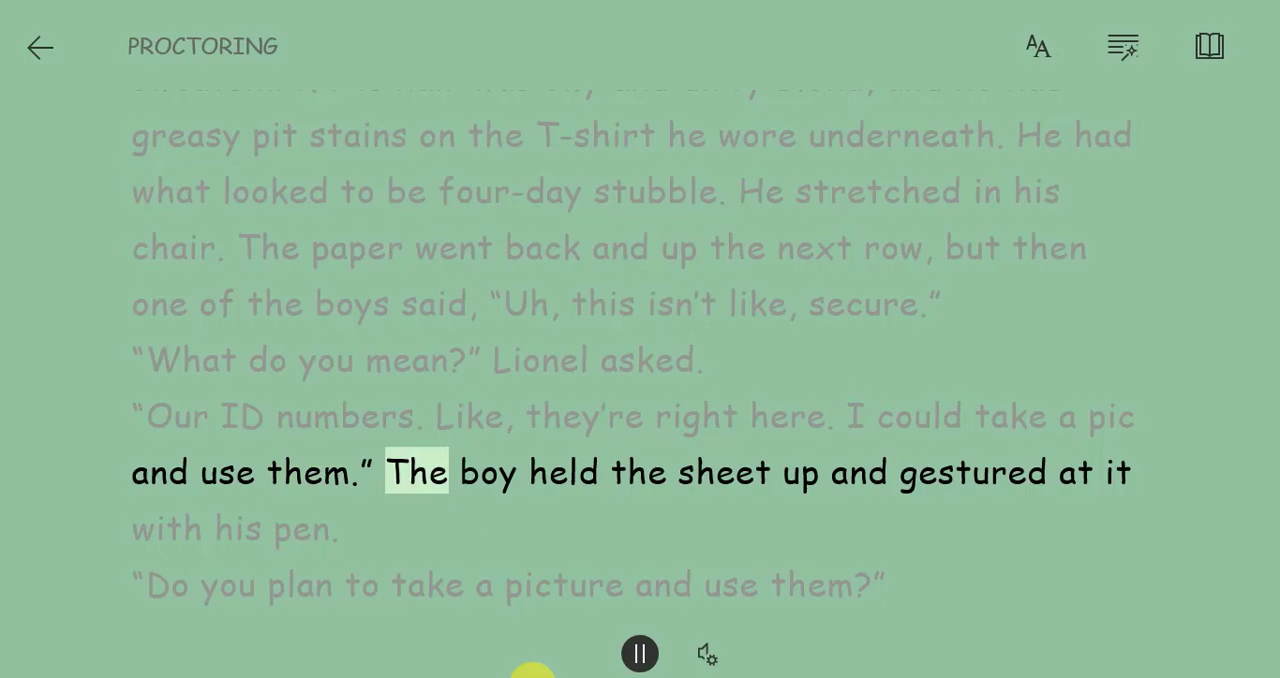 PROCTORING
greasy pit stains on the T-shirt he wore underneath. He had
what looked to be four-day stubble. He stretched in his
chair. The paper went back and up the next row, but then
one of the boys said, “Uh, this isn’t like, secure.”
“What do you mean?” Lionel asked.
“Our ID numbers. Like, they’re right here. I could take a pic
and use them.” The boy held the sheet up and gestured at it
with his pen.
“Do you plan to take a picture and use them?”